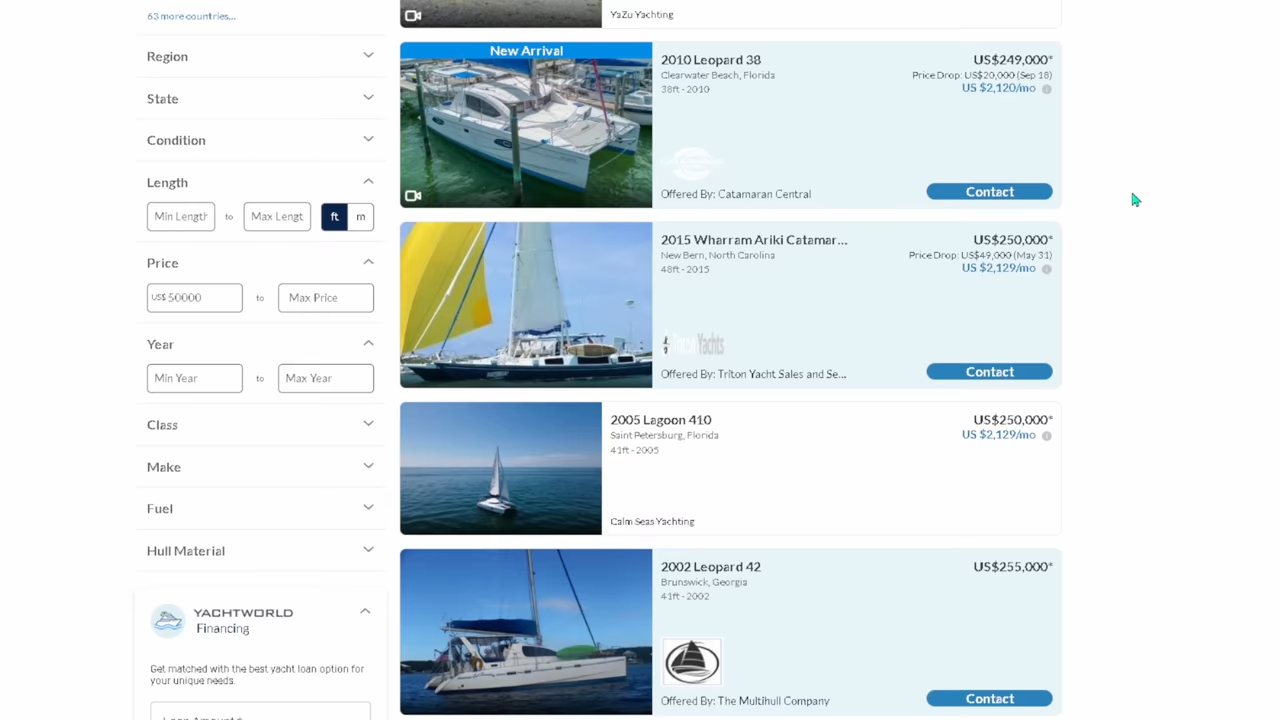 63 more countries...
Region
State
Condition
Length
Min Length to Max Lengt ft m
Price
US$ 50000 to Max Price
Year
Min Year to Max Year
Class
Make
Fuel
Hull Material
YACHTWORLD
Financing
Get matched with the best yacht loan option for
your unique needs.
YaZu Yachting
New Arrival
2010 Leopard 38
Clearwater Beach, Florida
38ft - 2010
US$249,000*
Price Drop: US$20,000 (Sep 18)
US $2,120/mo
Offered By: Catamaran Central
Contact
2015 Wharram Ariki Catamar...
New Bern, North Carolina
48ft - 2015
US$250,000*
Price Drop: US$49,000 (May 31)
US $2,129/mo
Yachts
Offered By: Triton Yacht Sales and Se...
Contact
2005 Lagoon 410
Saint Petersburg, Florida
41ft - 2005
US$250,000*
US $2,129/mo
Calm Seas Yachting
2002 Leopard 42
Brunswick, Georgia
41ft - 2002
US$255,000*
Offered By: The Multihull Company
Contact